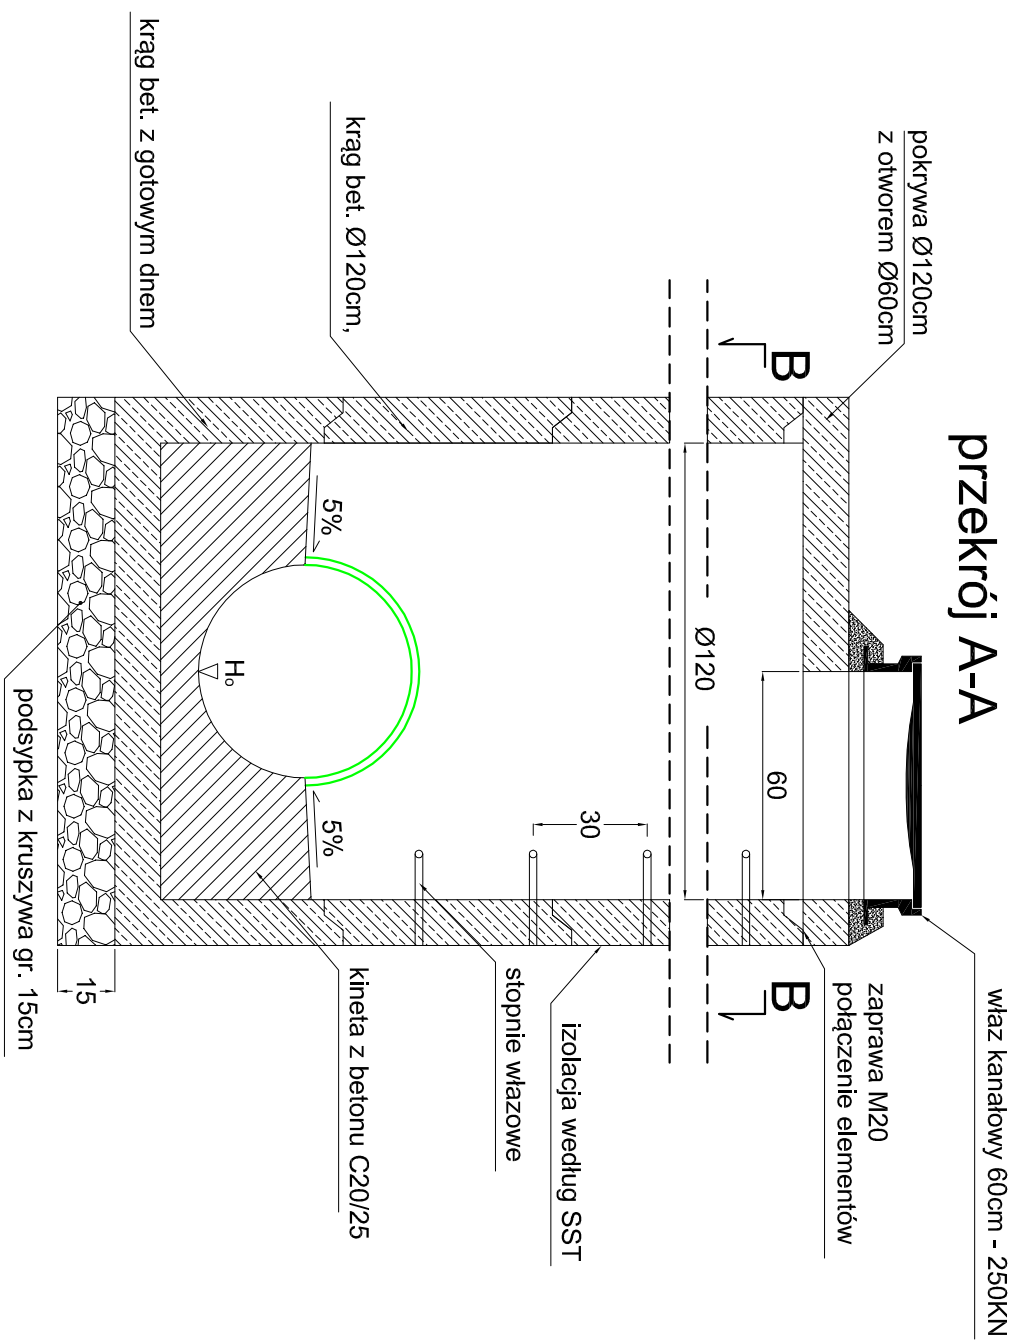 przekrój A-A
właz kanałowy 60cm - 250KN
pokrywa Ø120cm
z otworem Ø60cm
zaprawa M20
połączenie elementów
B
B
60
Ø120
30
izolacja według SST
stopnie włazowe
krąg bet. Ø120cm,
kineta z betonu C20/25
5%
5%
Ho
krąg bet. z gotowym dnem
15
podsypka z kruszywa gr. 15cm